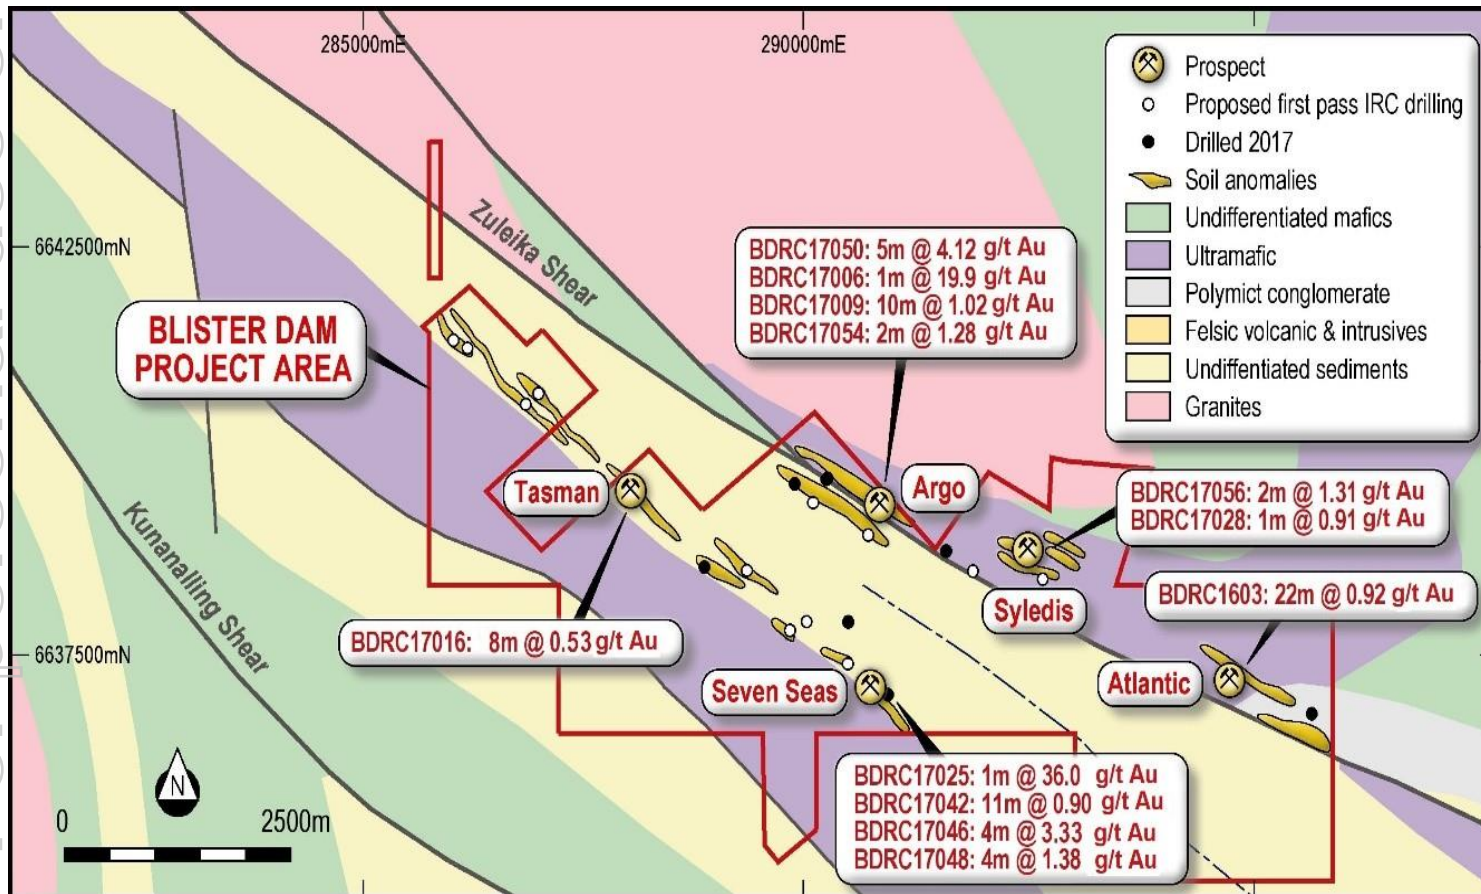 285000mE
290000mE
6642500mN
6637500mN
Zuleika Shear
Kunanalling Shear
BLISTER DAM
PROJECT AREA
BDRC17050: 5m @ 4.12 g/t Au
BDRC17006: 1m @ 19.9 g/t Au
BDRC17009: 10m @ 1.02 g/t Au
BDRC17054: 2m @ 1.28 g/t Au
Prospect
Proposed first pass IRC drilling
Drilled 2017
Soil anomalies
Undifferentiated mafics
Ultramafic
Polymict conglomerate
Felsic volcanic & intrusives
Undiffentiated sediments
Granites
Tasman
Argo
BDRC17056: 2m @ 1.31 g/t Au
BDRC17028: 1m @ 0.91 g/t Au
Syledis
BDRC1603: 22m @ 0.92 g/t Au
BDRC17016: 8m @ 0.53 g/t Au
Seven Seas
Atlantic
BDRC17025: 1m @ 36.0 g/t Au
BDRC17042: 11m @ 0.90 g/t Au
BDRC17046: 4m @ 3.33 g/t Au
BDRC17048: 4m @ 1.38 g/t Au
N
0 2500m